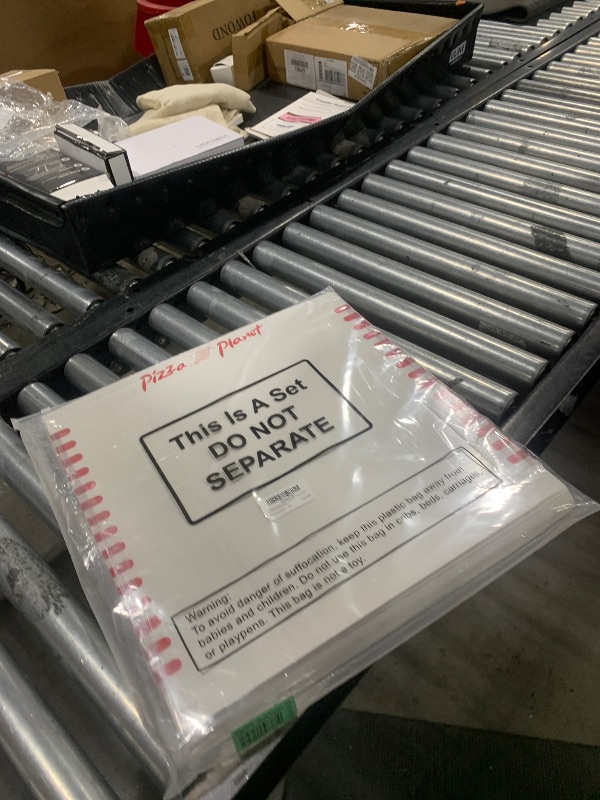 TOWOND
Pizza Planet
This Is A Set
DO NOT
SEPARATE
Warning:
To avoid danger of suffocation, keep this plastic bag away from
babies and children. Do not use this bag in cribs, beds, carriages,
or playpens. This bag is not a toy.